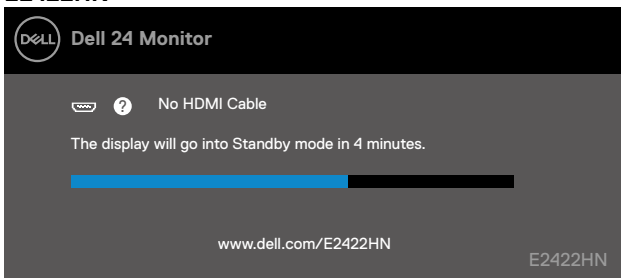 DELL
Dell 24 Monitor
? No HDMI Cable
The display will go into Standby mode in 4 minutes.
www.dell.com/E2422HN
E2422HN